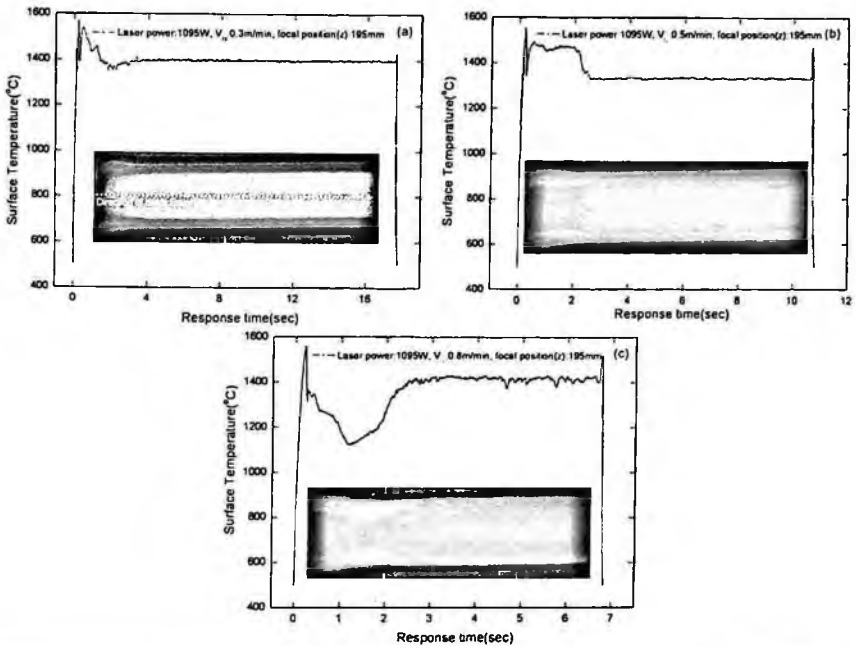 Laser power:1095W, V 0.3m/min, focal position(z):195mm
(a)
Surface Temperature(°C)
1600
1400
1200
1000
800
600
400
0 4 8 12 16
Response time(sec)
Laser power:1095W, V 0.5m/min, focal position(z):195mm
(b)
Surface Temperature(°C)
1600
1400
1200
1000
800
600
400
0 2 4 6 8 10 12
Response time(sec)
Laser power:1095W, V 0.8m/min, focal position(z):195mm
(c)
Surface Temperature(°C)
1600
1400
1200
1000
800
600
400
0 1 2 3 4 5 6 7
Response time(sec)